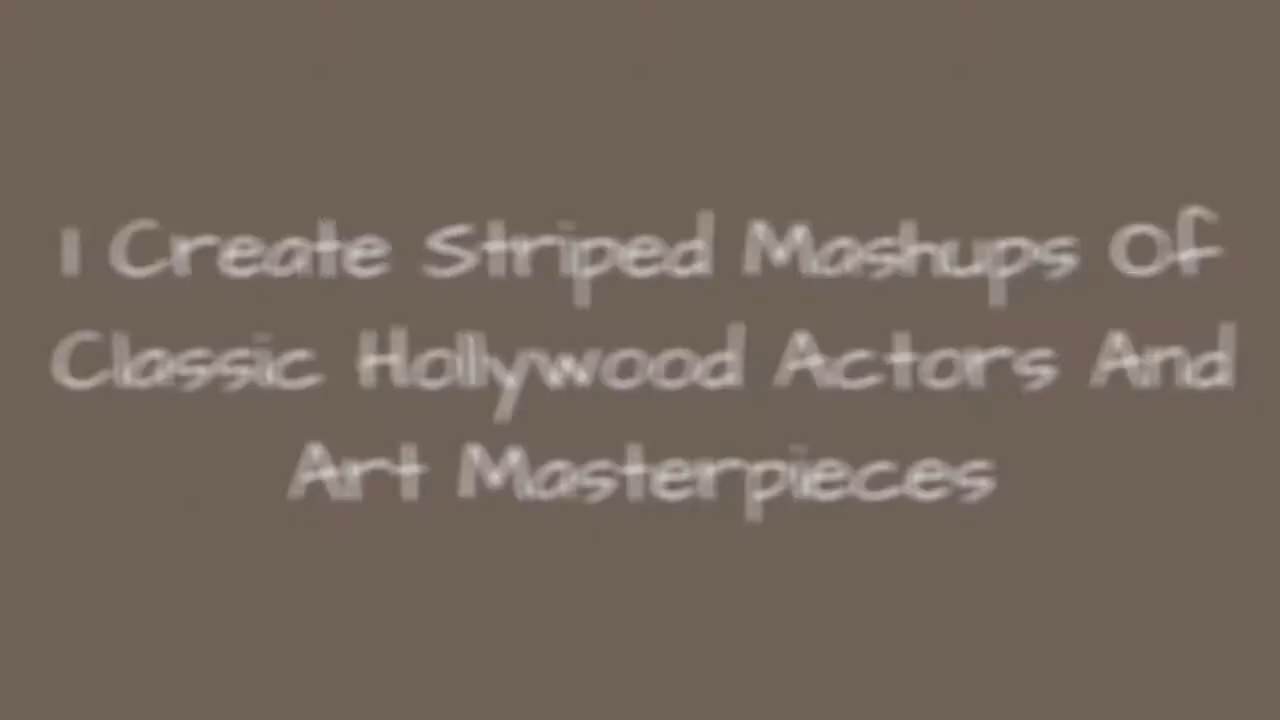 I Create Striped Mashups Of
Classic Hollywood Actors And
Art Masterpieces